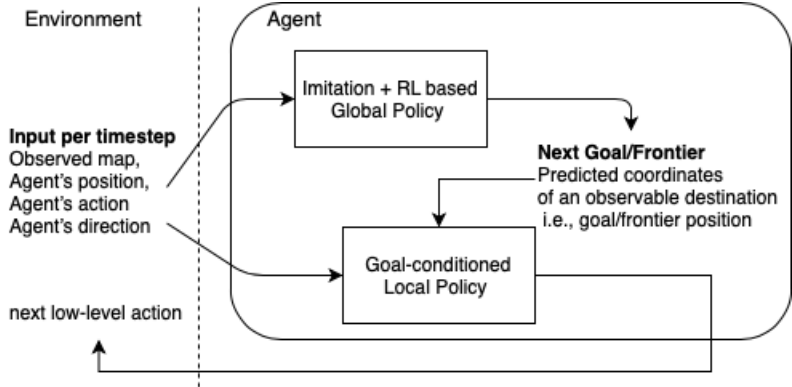 Environment
Agent
Imitation + RL based
Global Policy
Input per timestep
Observed map,
Agent's position,
Agent's action
Agent's direction
Next Goal/Frontier
Predicted coordinates
of an observable destination
i.e., goal/frontier position
Goal-conditioned
Local Policy
next low-level action